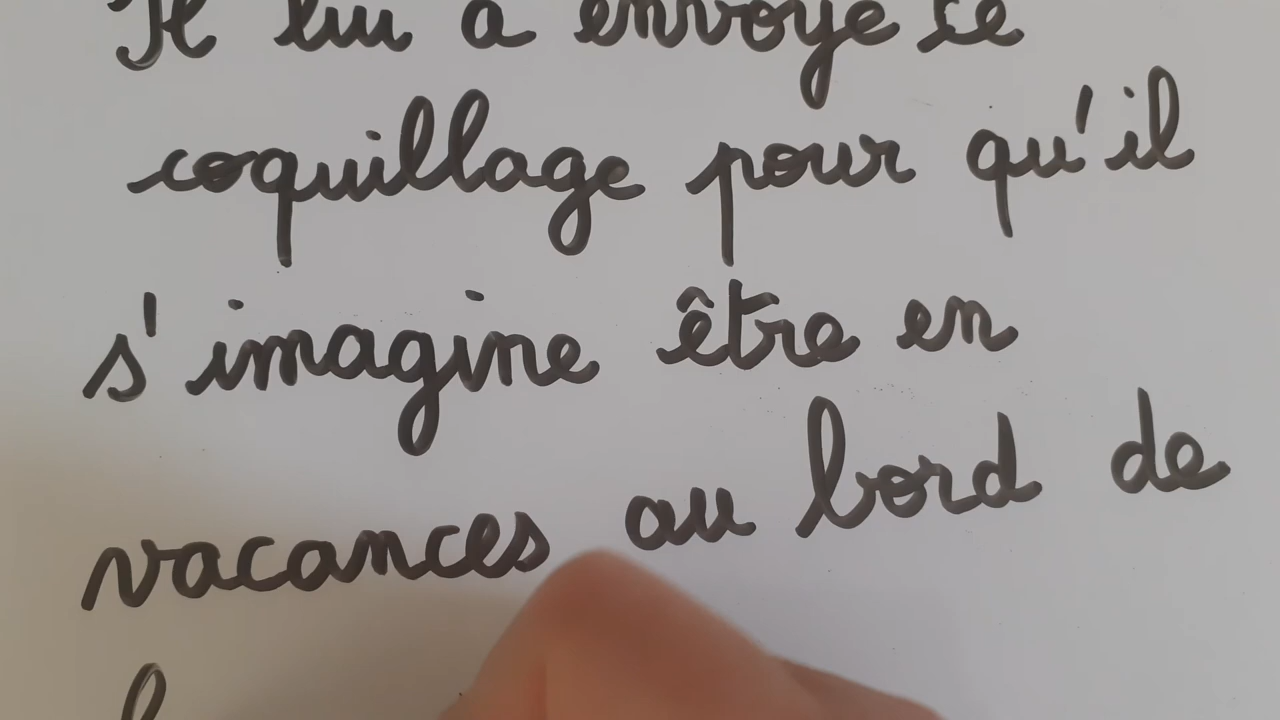 Il lui a envoyé ce
coquillage pour qu'il
s'imagine être en
vacances au bord de